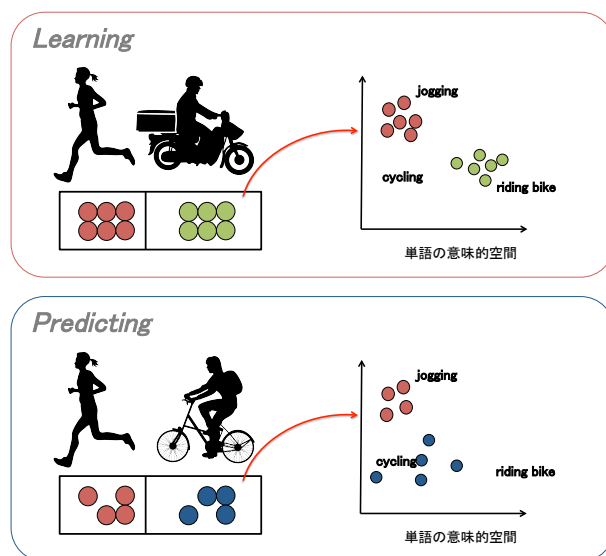 Learning
jogging
cycling
riding bike
単語の意味的空間
Predicting
jogging
cycling
riding bike
単語の意味的空間